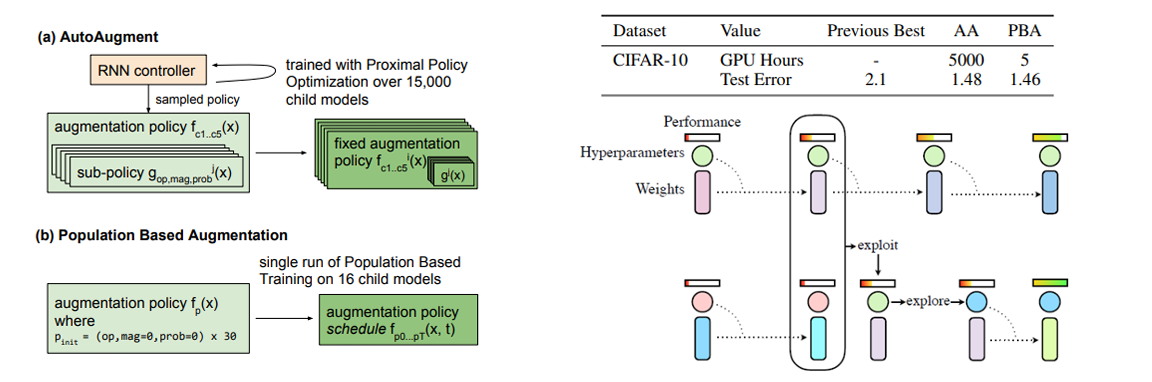 (a) AutoAugment
RNN controller
trained with Proximal Policy
Optimization over 15,000
child models
sampled policy
augmentation policy f_{c1..c5}(x)
sub-policy g_{op,mag,prob}^{j}(x)
fixed augmentation
policy f_{c1..c5}^{i}(x)
g^{j}(x)
(b) Population Based Augmentation
single run of Population Based
Training on 16 child models
augmentation policy f_{p}(x)
where
p_{init} = (op,mag=0,prob=0) x 30
augmentation policy
schedule f_{p0...pT}(x, t)
Dataset Value Previous Best AA PBA
CIFAR-10 GPU Hours - 5000 5
Test Error 2.1 1.48 1.46
Performance
Hyperparameters
Weights
exploit
explore